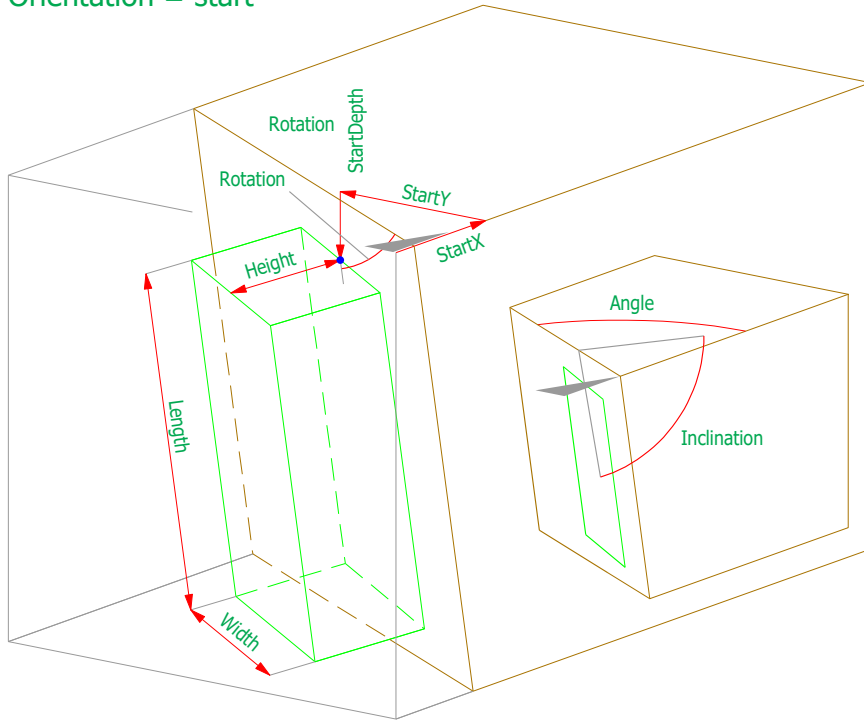 Orientation = start
Rotation
StartDepth
Rotation
StartY
StartX
Height
Angle
Length
Inclination
Width